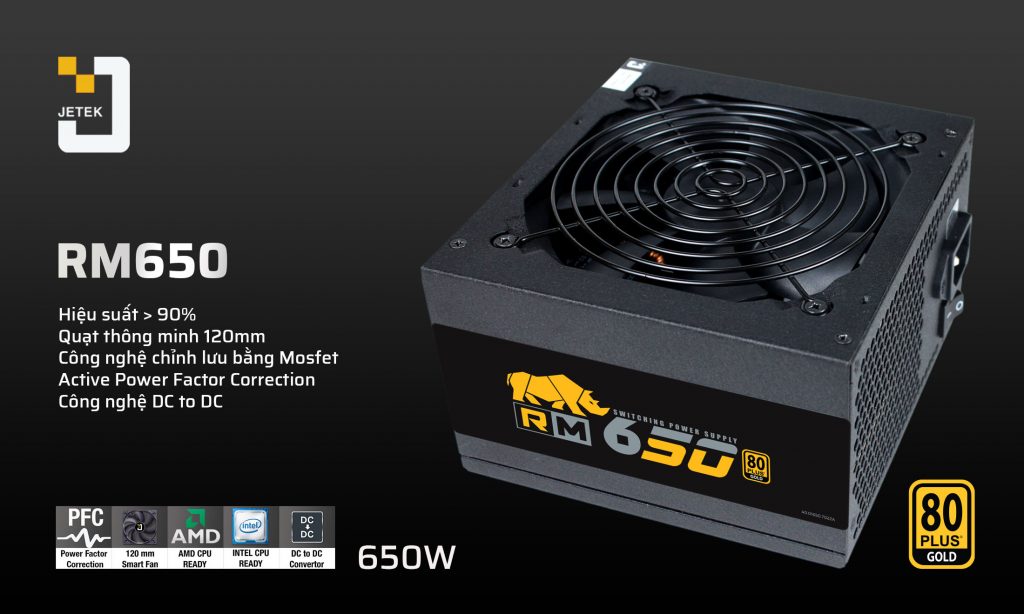 JETEK
RM650
Hiệu suất > 90%
Quạt thông minh 120mm
Công nghệ chỉnh lưu bằng Mosfet
Active Power Factor Correction
Công nghệ DC to DC
SWITCHING POWER SUPPLY
RM 650
80
PLUS
GOLD
PFC
Power Factor
Correction
120 mm
Smart Fan
AMD
AMD CPU
READY
intel
INTEL CPU
READY
DC
DC
DC to DC
Convertor
650W
80
PLUS
GOLD